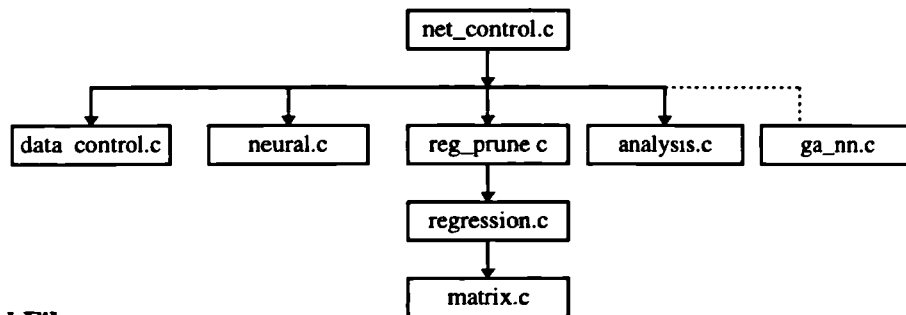 net_control.c
data control.c
neural.c
reg_prune c
analysis.c
ga_nn.c
regression.c
matrix.c